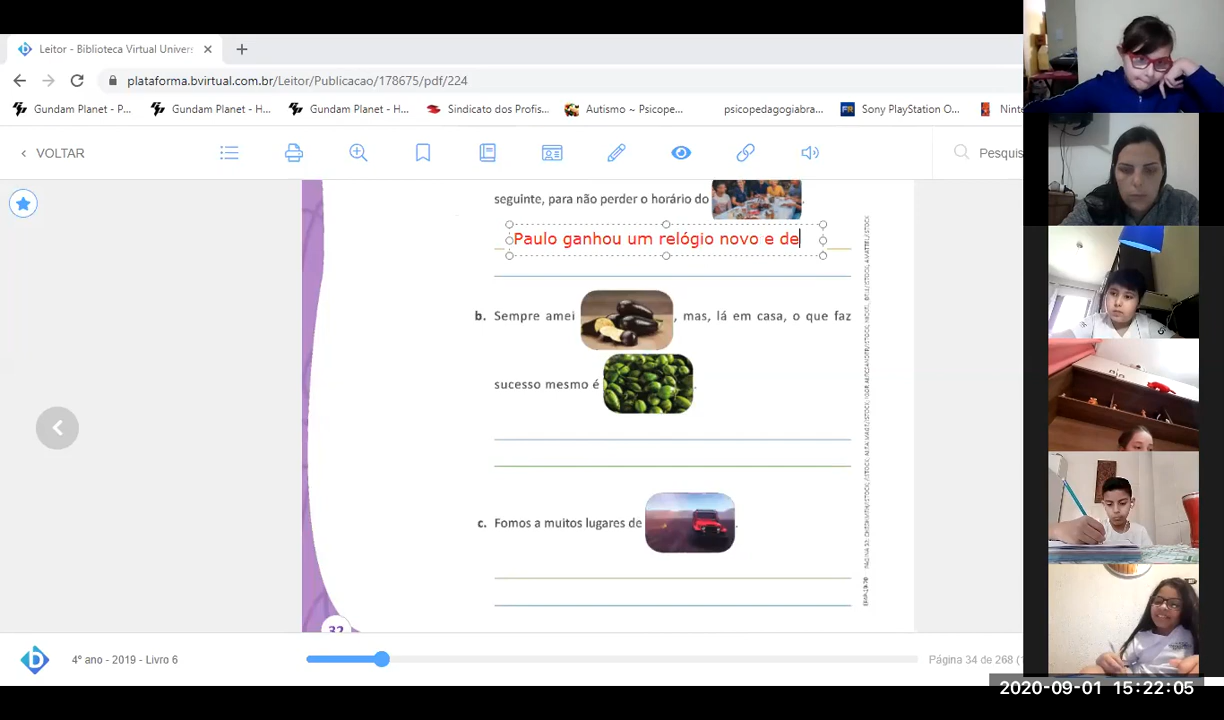 Leitor - Biblioteca Virtual Univers
plataforma.bvirtual.com.br/Leitor/Publicacao/178675/pdf/224
Gundam Planet - P... Gundam Planet - H... Gundam Planet - H... Sindicato dos Profis... Autismo ~ Psicope... psicopedagogiabra... Sony PlayStation O... Ninte
VOLTAR
Pesquis
seguinte, para não perder o horário do .
Paulo ganhou um relógio novo e de
b. Sempre amei , mas, lá em casa, o que faz
sucesso mesmo é .
c. Fomos a muitos lugares de .
32
4º ano - 2019 - Livro 6
Página 34 de 268 (1
2020-09-01 15:22:05